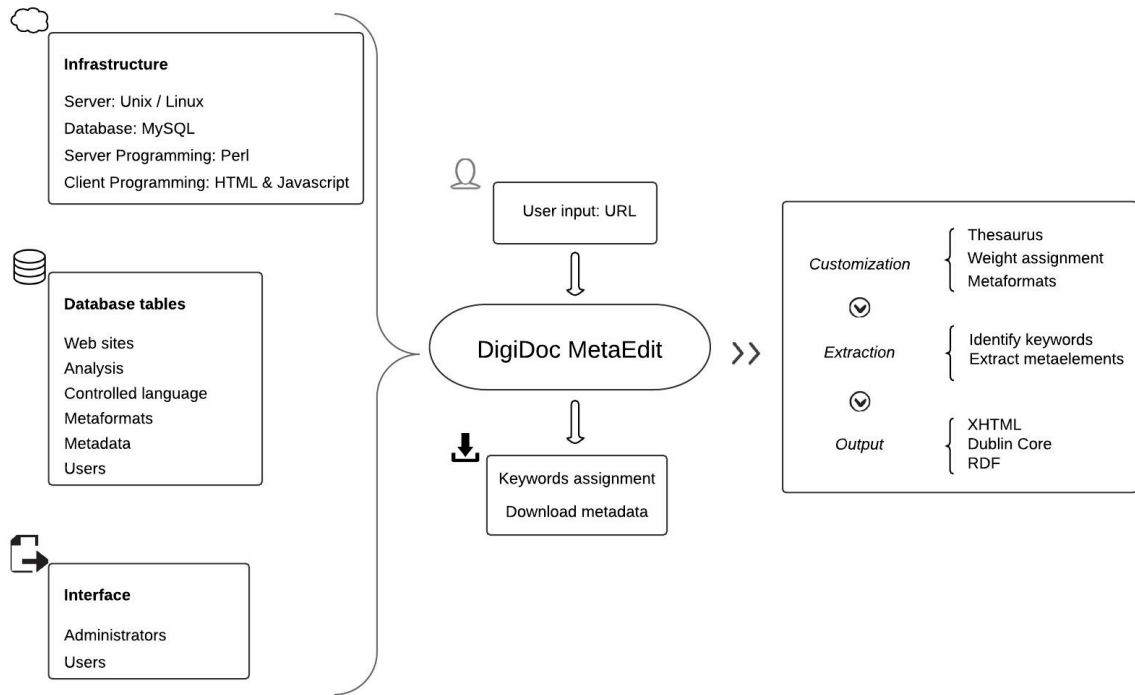 Infrastructure
Server: Unix / Linux
Database: MySQL
Server Programming: Perl
Client Programming: HTML & Javascript
Database tables
Web sites
Analysis
Controlled language
Metaformats
Metadata
Users
Interface
Administrators
Users
User input: URL
DigiDoc MetaEdit
Keywords assignment
Download metadata
Customization
Thesaurus
Weight assignment
Metaformats
Extraction
Identify keywords
Extract metaelements
Output
XHTML
Dublin Core
RDF